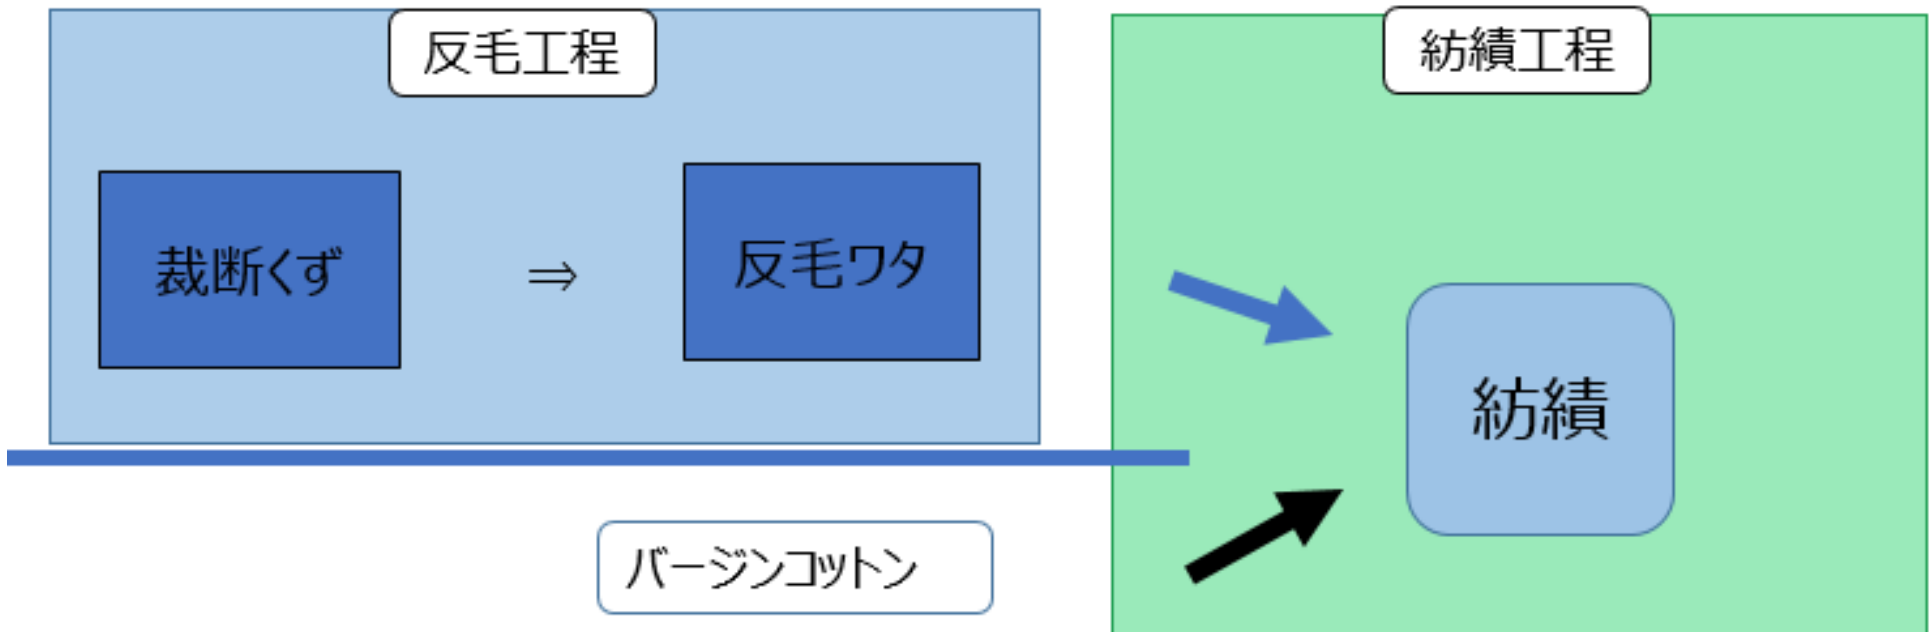 反毛工程
紡績工程
裁断くず
⇒
反毛ワタ
紡績
バージンコットン